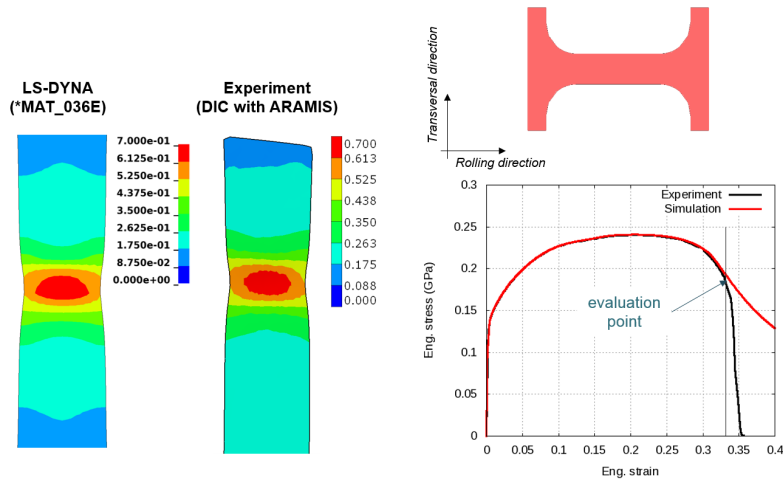 LS-DYNA
(*MAT_036E)
7.000e-01
6.125e-01
5.250e-01
4.375e-01
3.500e-01
2.625e-01
1.750e-01
8.750e-02
0.000e+00
Experiment
(DIC with ARAMIS)
0.700
0.613
0.525
0.438
0.350
0.263
0.175
0.088
0.000
Transversal direction
Rolling direction
Experiment
Simulation
evaluation
point
Eng. stress (GPa)
0.3
0.25
0.2
0.15
0.1
0.05
0
0
0.05
0.1
0.15
0.2
0.25
0.3
0.35
0.4
Eng. strain